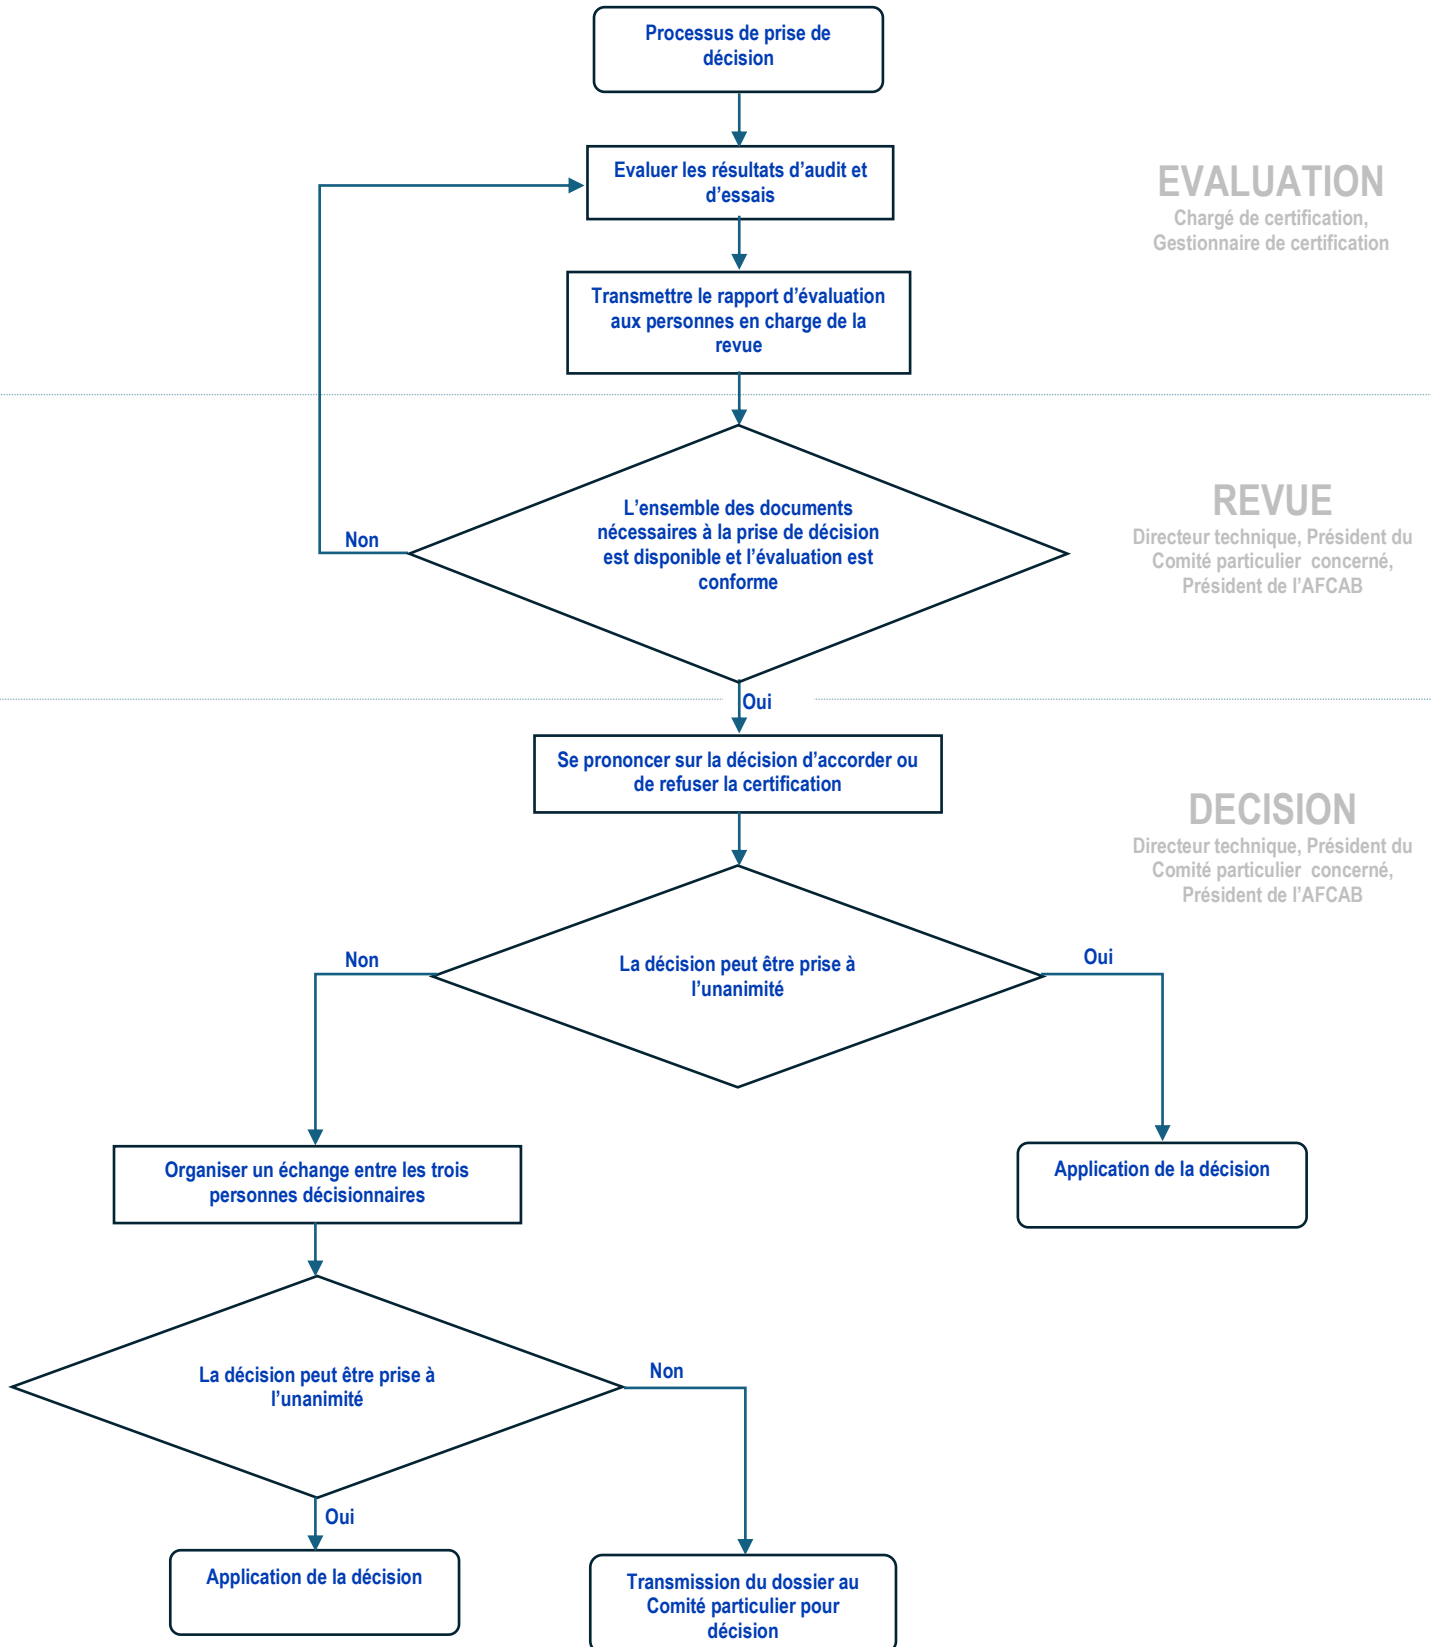 Processus de prise de
décision
Evaluer les résultats d’audit et
d’essais
EVALUATION
Chargé de certification,
Gestionnaire de certification
Transmettre le rapport d’évaluation
aux personnes en charge de la
revue
L’ensemble des documents
nécessaires à la prise de décision
est disponible et l’évaluation est
conforme
Non
REVUE
Directeur technique, Président du
Comité particulier concerné,
Président de l’AFCAB
Oui
Se prononcer sur la décision d’accorder ou
de refuser la certification
DECISION
Directeur technique, Président du
Comité particulier concerné,
Président de l’AFCAB
Non
La décision peut être prise à
l’unanimité
Oui
Organiser un échange entre les trois
personnes décisionnaires
Application de la décision
La décision peut être prise à
l’unanimité
Non
Oui
Application de la décision
Transmission du dossier au
Comité particulier pour
décision